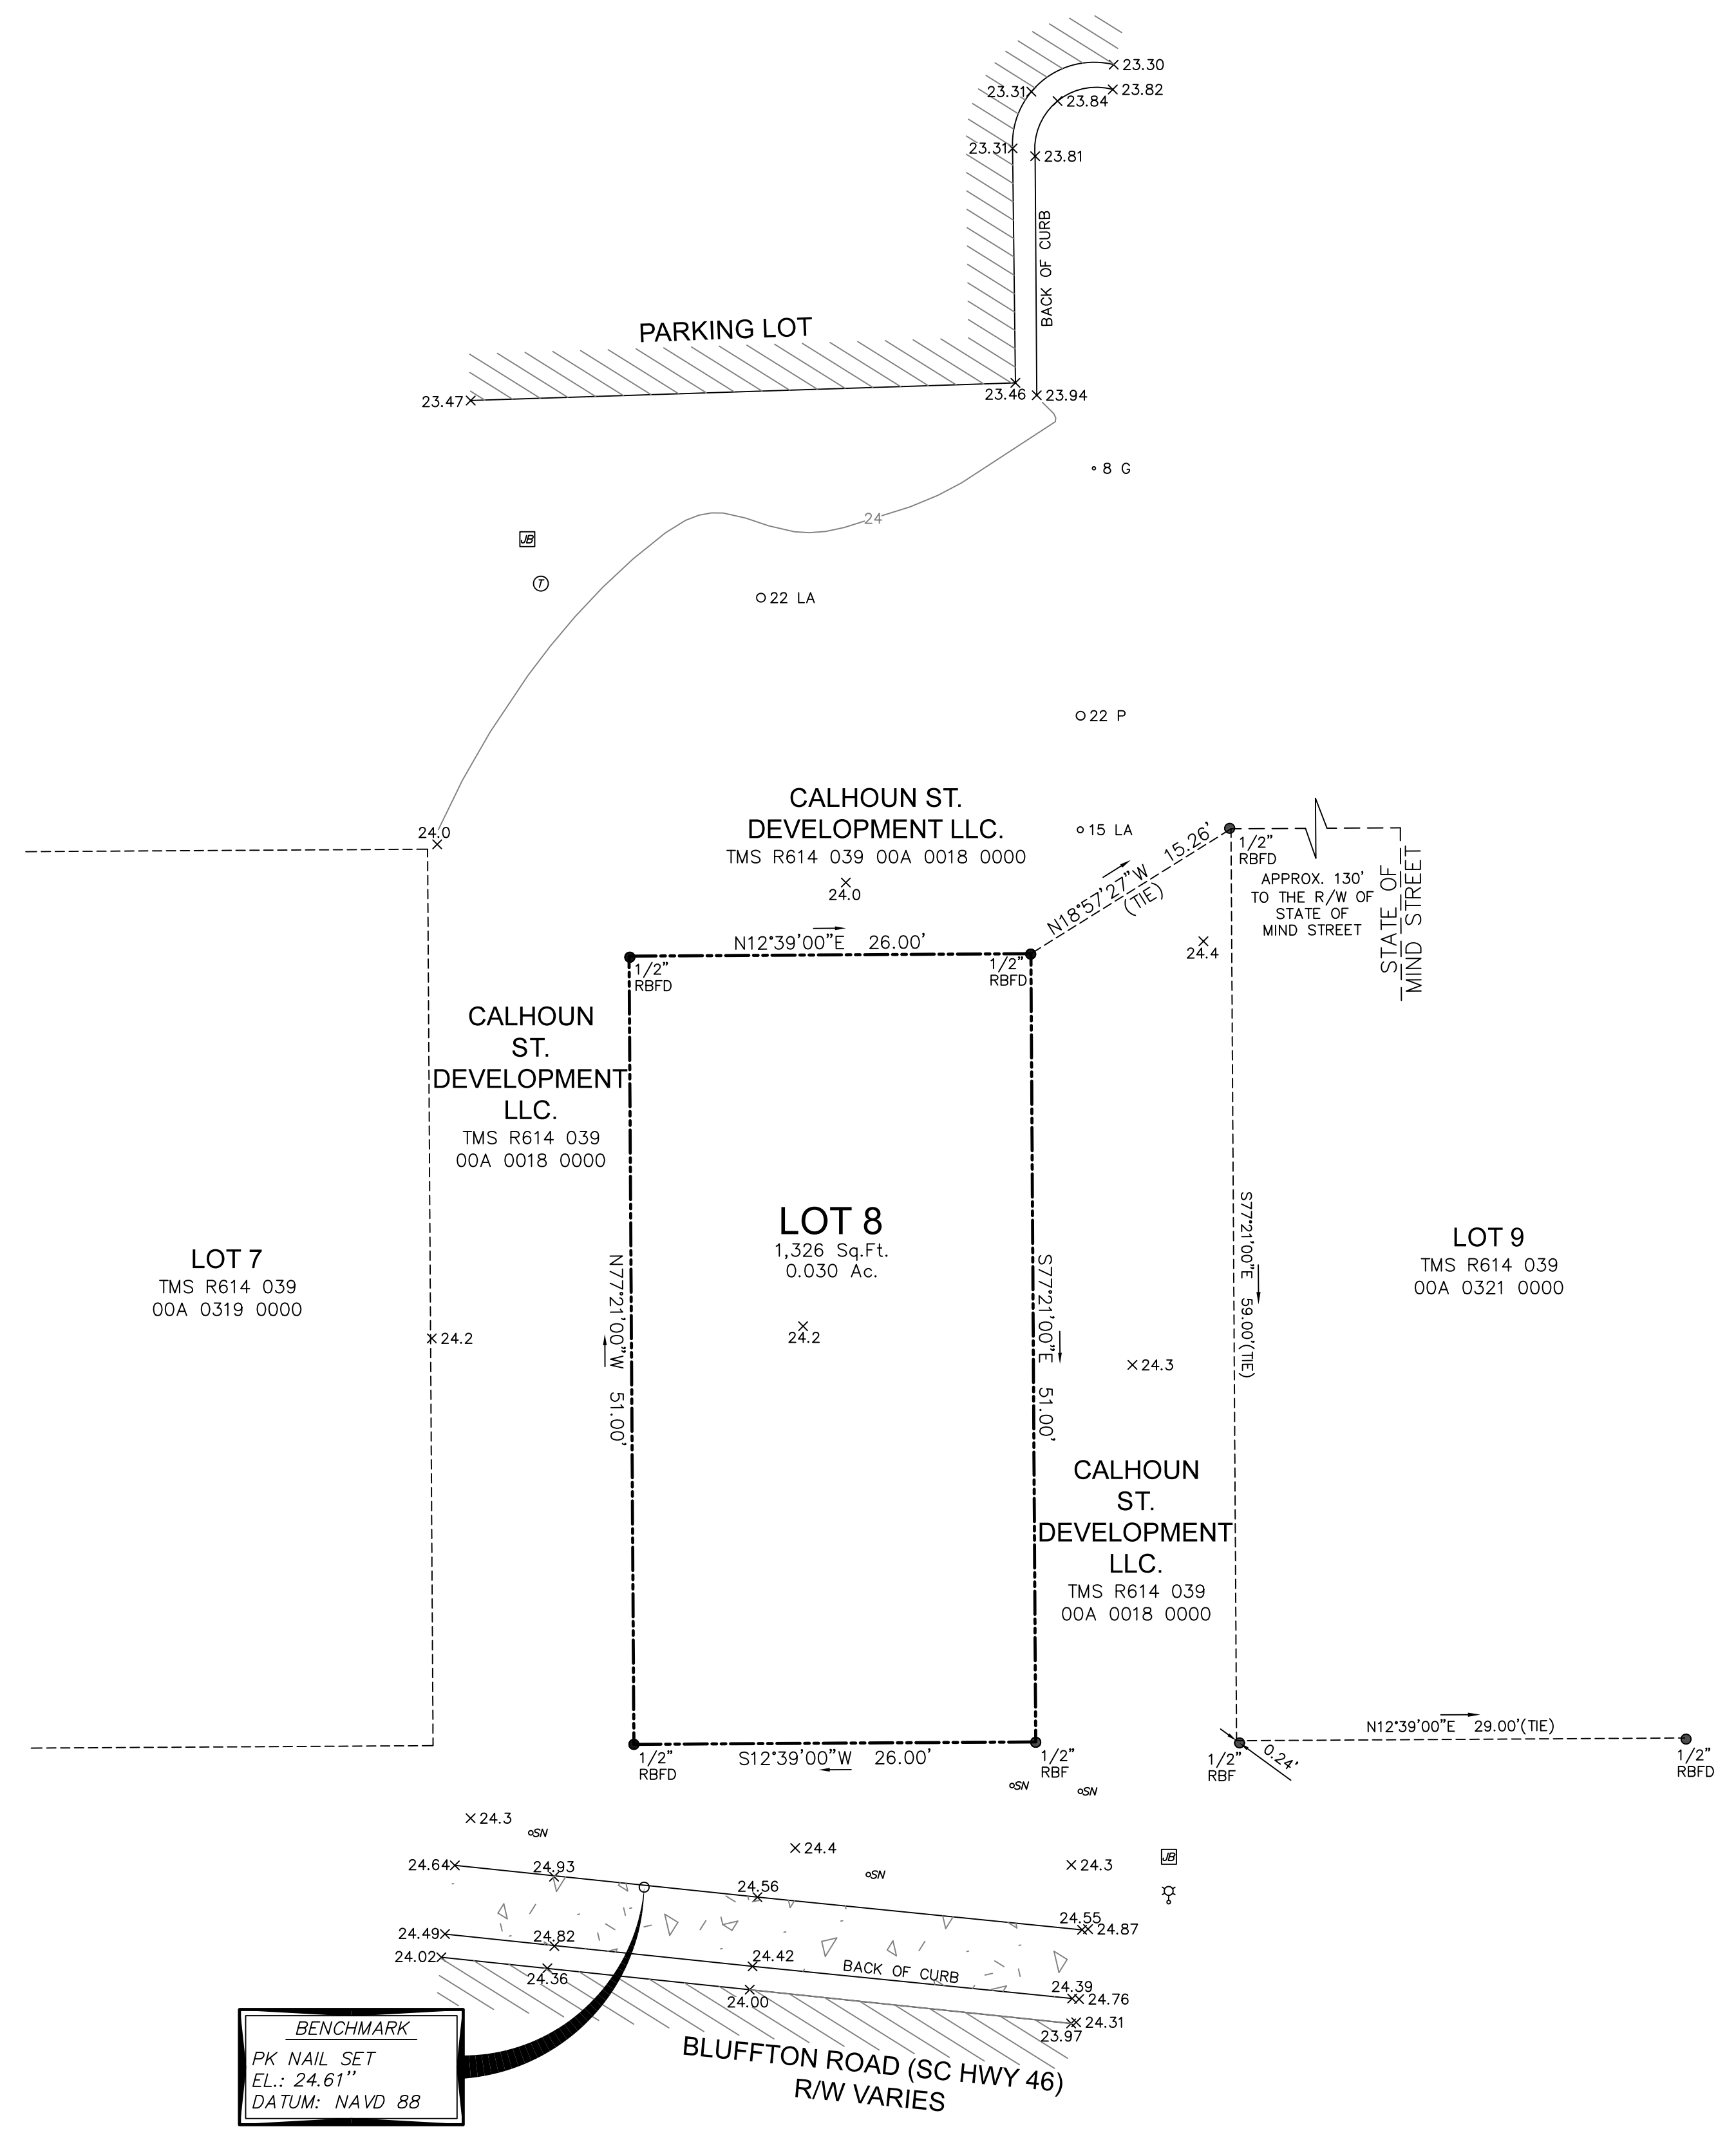 23.30
23.31
23.82
23.84
23.31
23.81
BACK OF CURB
PARKING LOT
23.47
23.46
23.94
8 G
24
JB
T
22 LA
22 P
CALHOUN ST.
DEVELOPMENT LLC.
TMS R614 039 00A 0018 0000
24.0
24.0
15 LA
N18°57'27"W 15.26'
(TIE)
1/2"
RBFD
APPROX. 130'
TO THE R/W OF
STATE OF
MIND STREET
STATE OF
MIND STREET
24.4
N12°39'00"E 26.00'
1/2"
RBFD
1/2"
RBFD
CALHOUN
ST.
DEVELOPMENT
LLC.
TMS R614 039
00A 0018 0000
LOT 7
TMS R614 039
00A 0319 0000
24.2
N77°21'00"W 51.00'
LOT 8
1,326 Sq.Ft.
0.030 Ac.
24.2
S77°21'00"E 51.00'
24.3
S77°21'00"E 59.00'(TIE)
LOT 9
TMS R614 039
00A 0321 0000
CALHOUN
ST.
DEVELOPMENT
LLC.
TMS R614 039
00A 0018 0000
1/2"
RBFD
S12°39'00"W 26.00'
1/2"
RBF
1/2"
RBF
0.24'
N12°39'00"E 29.00'(TIE)
1/2"
RBFD
SN
SN
24.3
SN
24.4
SN
24.3
JB
24.64
24.93
24.56
24.55
24.87
24.49
24.82
24.42
BACK OF CURB
24.39
24.76
24.02
24.36
24.00
24.31
23.97
BLUFFTON ROAD (SC HWY 46)
R/W VARIES
BENCHMARK
PK NAIL SET
EL.: 24.61"
DATUM: NAVD 88